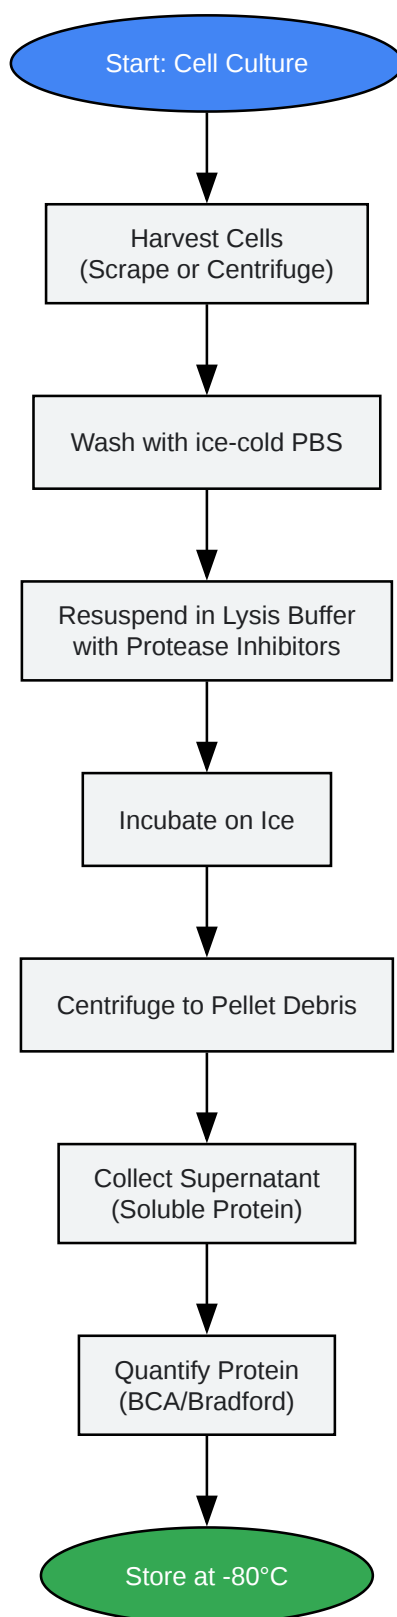 Start: Cell Culture
Harvest Cells
(Scrape or Centrifuge)
Wash with ice-cold PBS
Resuspend in Lysis Buffer
with Protease Inhibitors
Incubate on Ice
Centrifuge to Pellet Debris
Collect Supernatant
(Soluble Protein)
Quantify Protein
(BCA/Bradford)
Store at -80°C